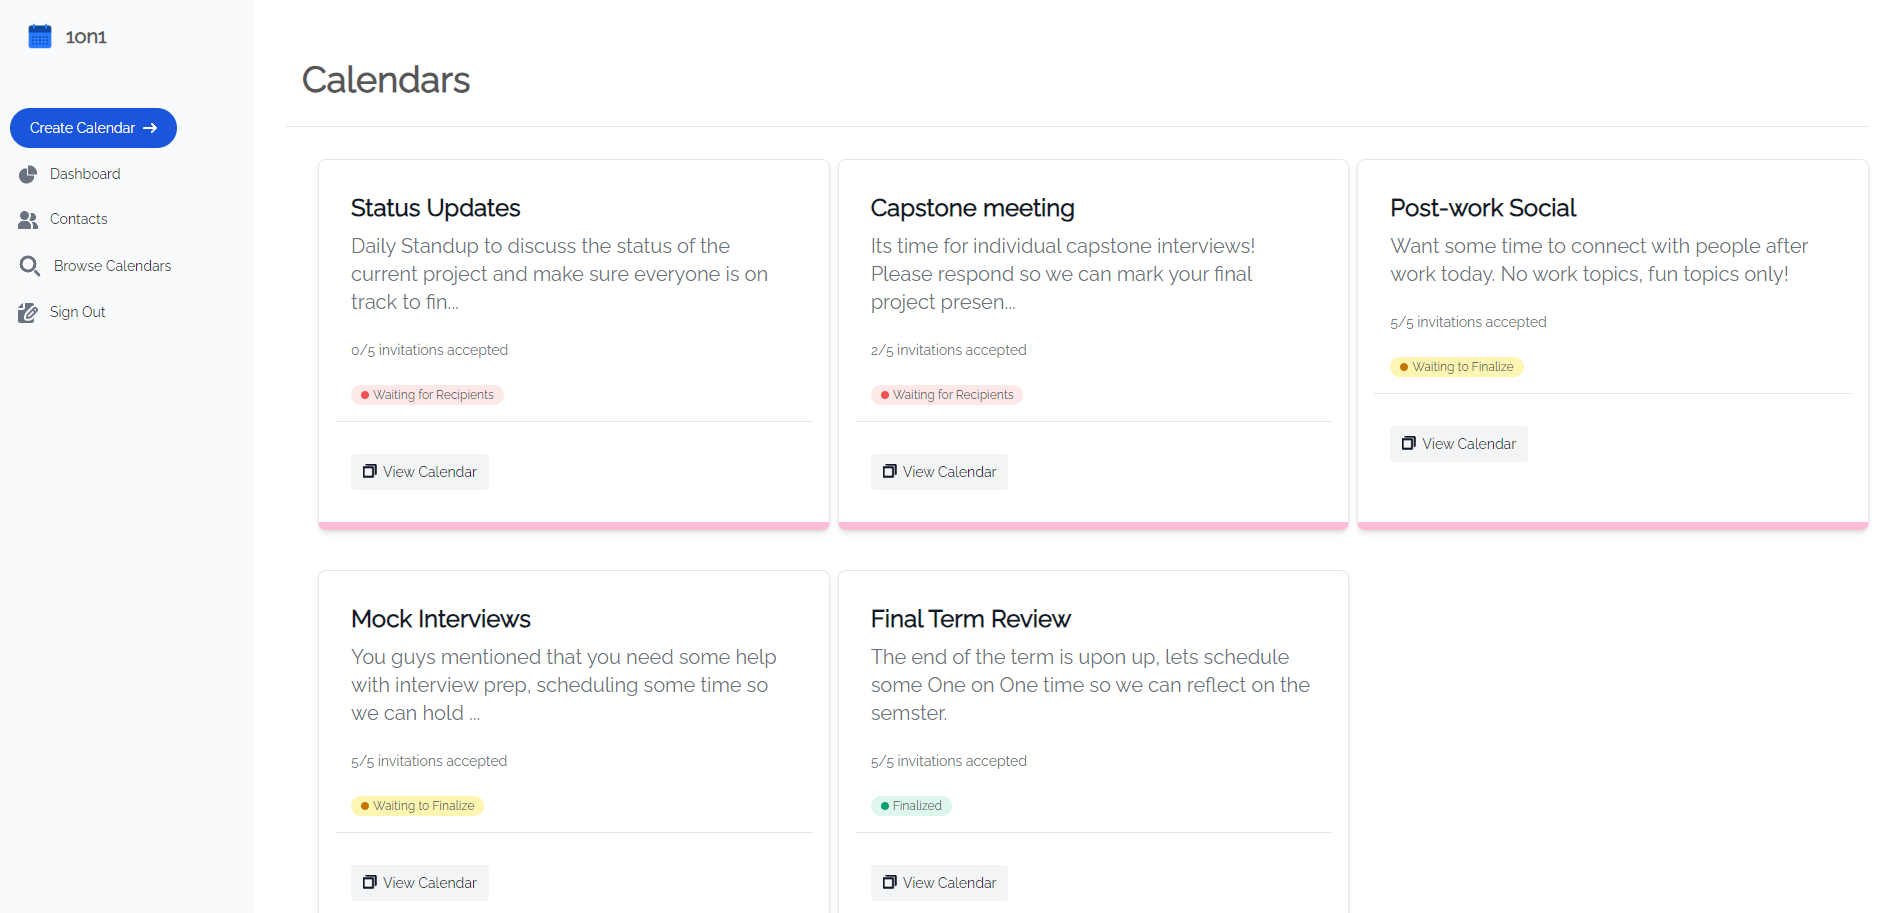 1on1
Create Calendar
Dashboard
Contacts
Browse Calendars
Sign Out
Calendars
Status Updates
Daily Standup to discuss the status of the
current project and make sure everyone is on
track to fin...
0/5 invitations accepted
Waiting for Recipients
View Calendar
Capstone meeting
Its time for individual capstone interviews!
Please respond so we can mark your final
project presen...
2/5 invitations accepted
Waiting for Recipients
View Calendar
Post-work Social
Want some time to connect with people after
work today. No work topics, fun topics only!
5/5 invitations accepted
Waiting to Finalize
View Calendar
Mock Interviews
You guys mentioned that you need some help
with interview prep, scheduling some time so
we can hold ...
5/5 invitations accepted
Waiting to Finalize
View Calendar
Final Term Review
The end of the term is upon up, lets schedule
some One on One time so we can reflect on the
semster.
5/5 invitations accepted
Finalized
View Calendar